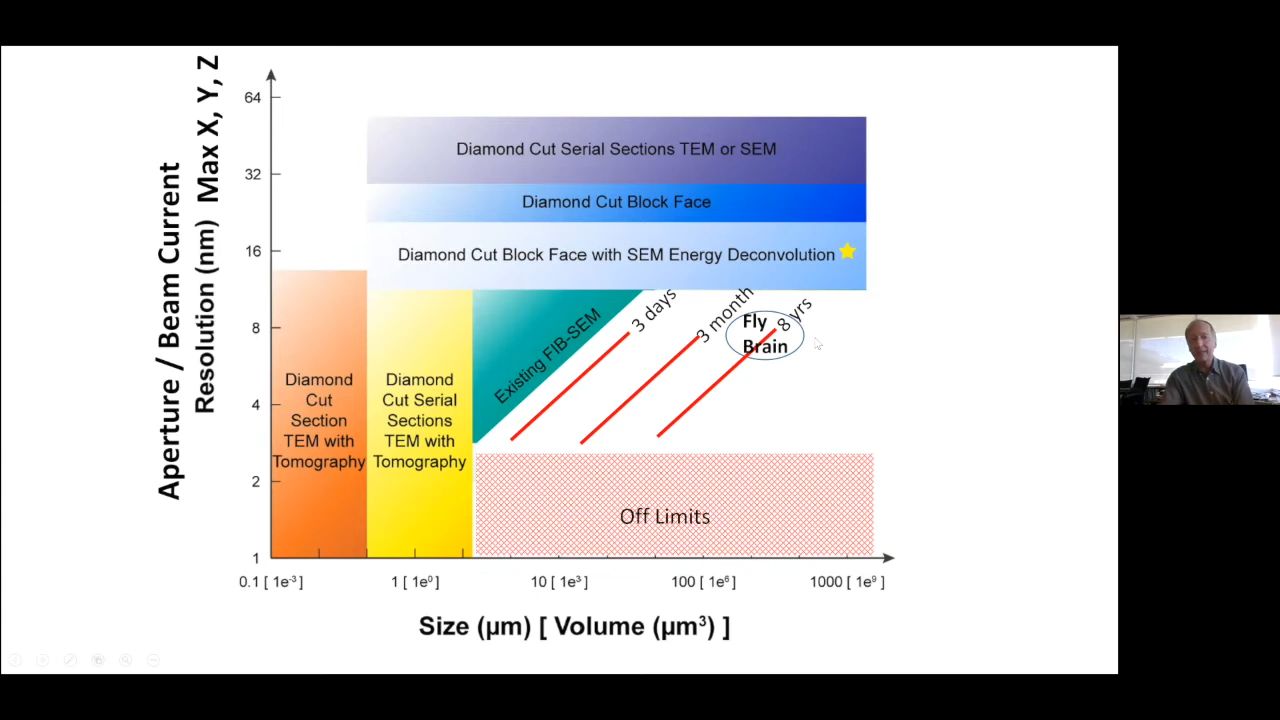 Aperture / Beam Current
Resolution (nm) Max X, Y, Z
64
32
16
8
4
2
1
Diamond Cut Serial Sections TEM or SEM
Diamond Cut Block Face
Diamond Cut Block Face with SEM Energy Deconvolution
Existing FIB-SEM
3 days
3 month
8 yrs
Fly
Brain
Diamond
Cut
Section
TEM with
Tomography
Diamond
Cut Serial
Sections
TEM with
Tomography
Off Limits
0.1 [ 1e⁻³ ]
1 [ 1e⁰ ]
10 [ 1e³ ]
100 [ 1e⁶ ]
1000 [ 1e⁹ ]
Size (µm) [ Volume (µm³) ]